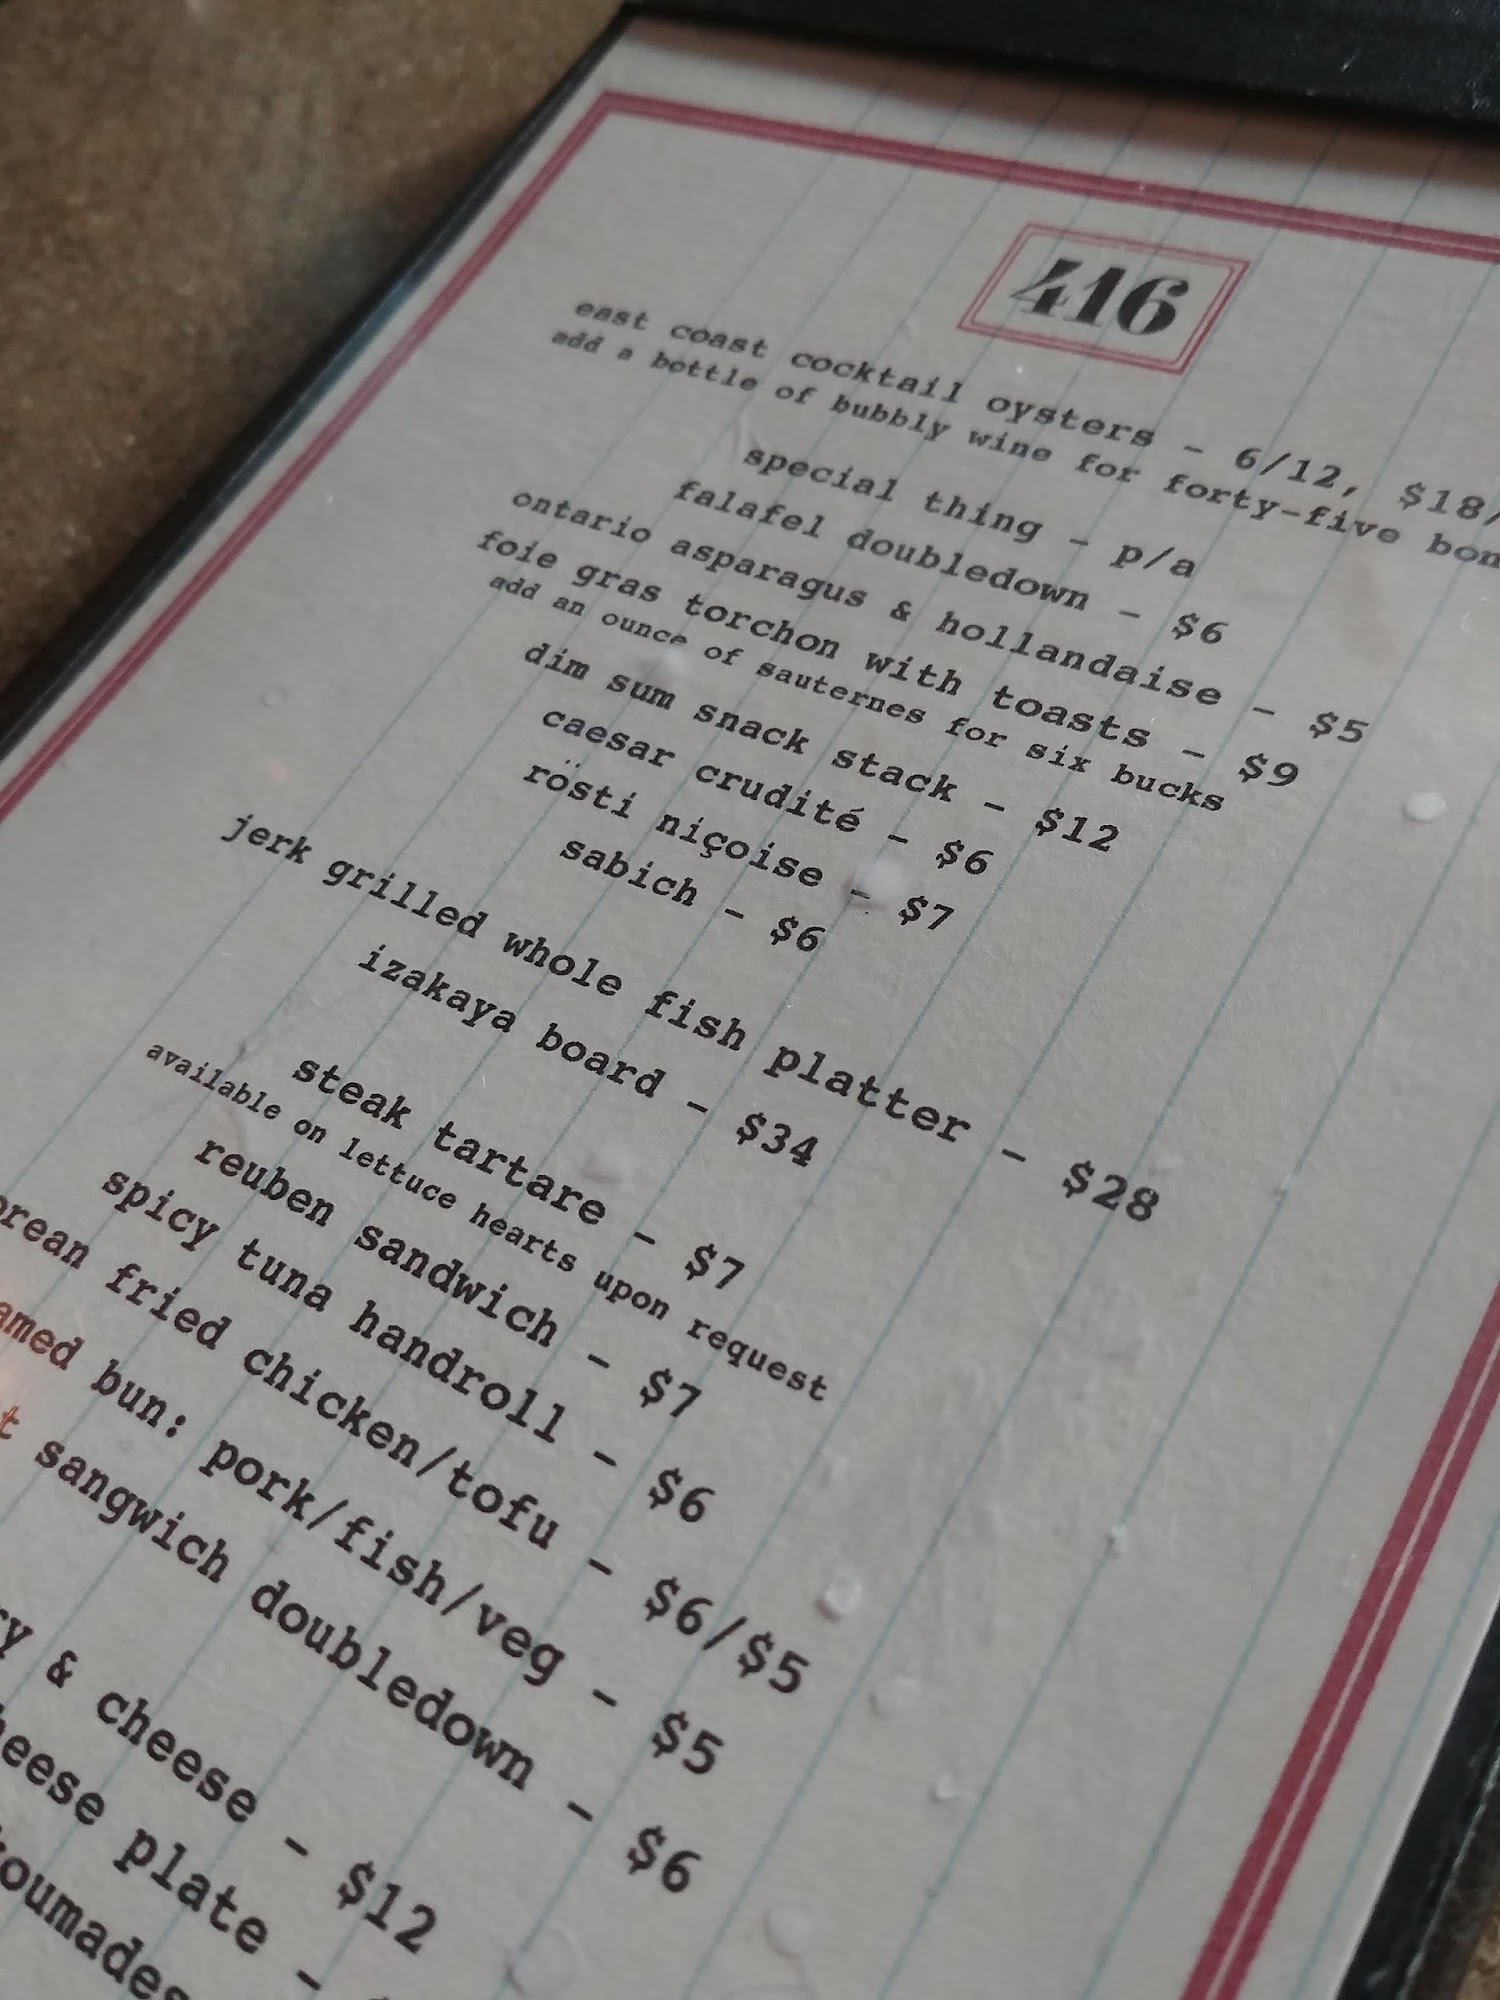 416
east coast cocktail oysters – 6/12, $18/
add a bottle of bubbly wine for forty-five
special thing – p/a
falafel doubledown – $6
ontario asparagus & hollandaise – $5
foie gras torchon with toasts – $9
add an ounce of sauternes for six bucks
dim sum snack stack – $12
caesar crudité – $6
rösti niçoise – $7
sabich – $6
jerk grilled whole fish platter – $28
izakaya board – $34
steak tartare – $7
available on lettuce hearts upon request
reuben sandwich – $7
spicy tuna handroll – $6
fried chicken/tofu – $6/$5
bun: pork/fish/veg – $5
sangwich doubledown – $6
& cheese – $12
plate –